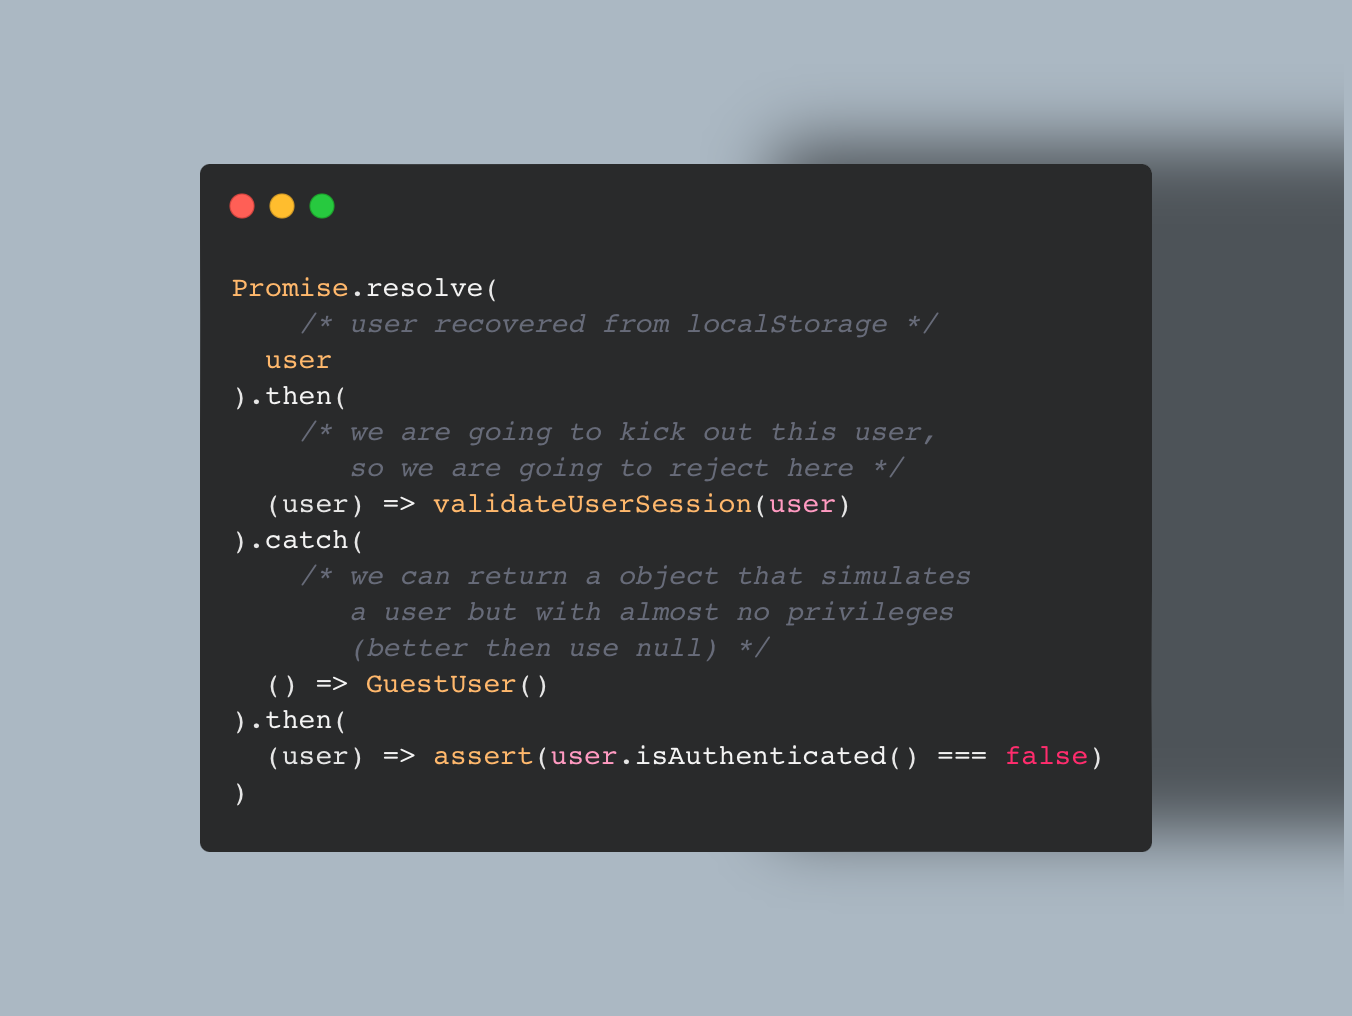 Promise.resolve(
    /* user recovered from localStorage */
  user
).then(
    /* we are going to kick out this user,
       so we are going to reject here */
  (user) => validateUserSession(user)
).catch(
    /* we can return a object that simulates
       a user but with almost no privileges
       (better then use null) */
  () => GuestUser()
).then(
  (user) => assert(user.isAuthenticated() === false)
)